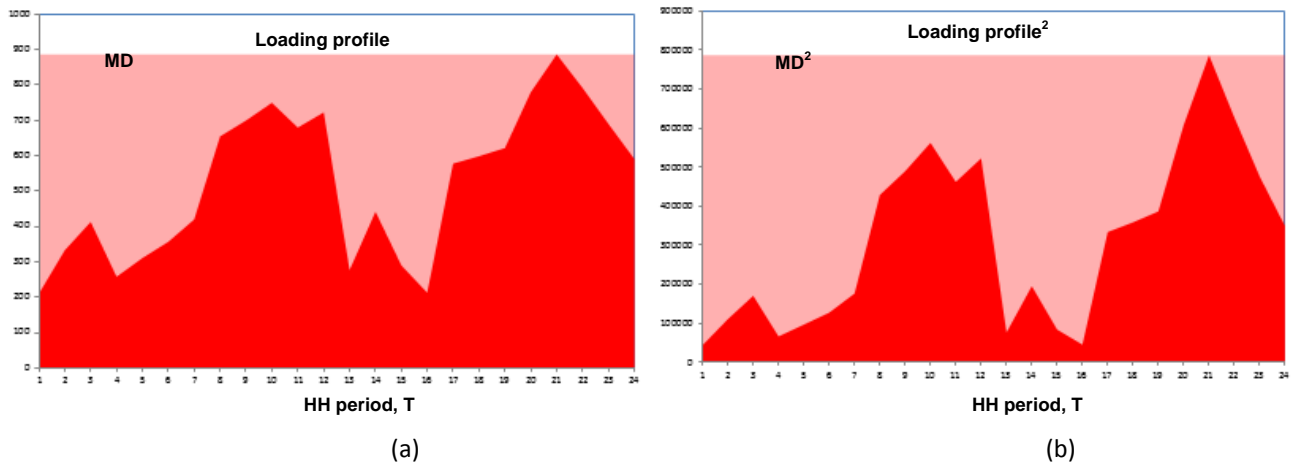 1000
900
800
700
600
500
400
300
200
100
0
Loading profile
MD
1 2 3 4 5 6 7 8 9 10 11 12 13 14 15 16 17 18 19 20 21 22 23 24
HH period, T
(a)
900000
800000
700000
600000
500000
400000
300000
200000
100000
0
Loading profile²
MD²
1 2 3 4 5 6 7 8 9 10 11 12 13 14 15 16 17 18 19 20 21 22 23 24
HH period, T
(b)